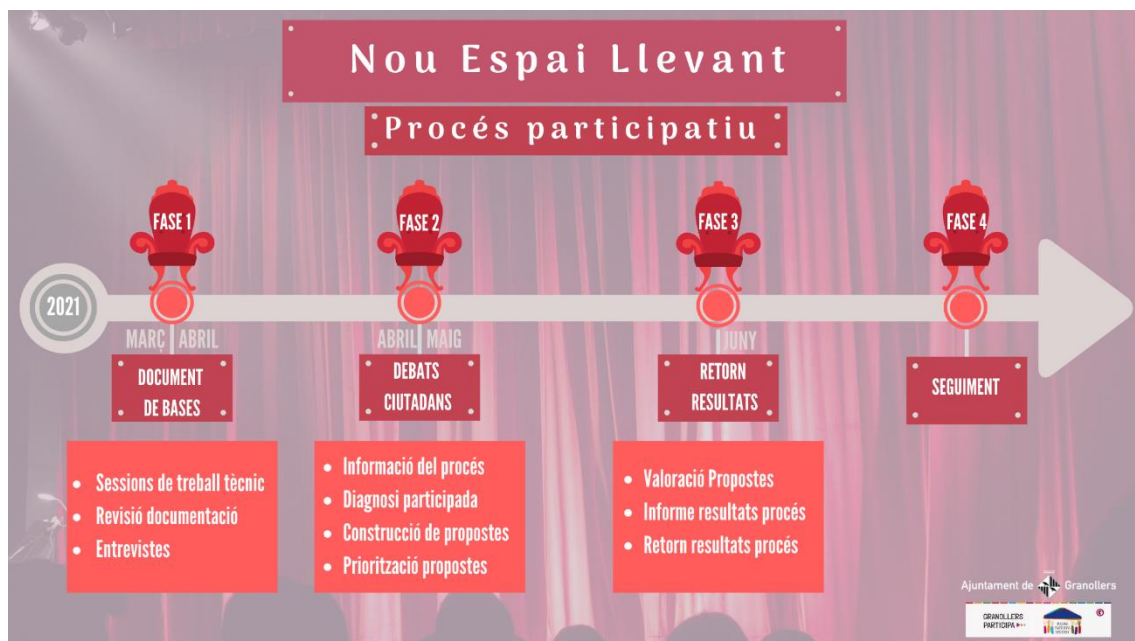 Nou Espai Llevant
Procés participatiu
2021
FASE 1
MARÇ ABRIL
DOCUMENT
DE BASES
• Sessions de treball tècnic
• Revisió documentació
• Entrevistes
FASE 2
ABRIL MAIG
DEBATS
CIUTADANS
• Informació del procés
• Diagnosi participada
• Construcció de propostes
• Priorització propostes
FASE 3
JUNY
RETORN
RESULTATS
• Valoració Propostes
• Informe resultats procés
• Retorn resultats procés
FASE 4
SEGUIMENT
Ajuntament de Granollers
GRANOLLERS
PARTICIPA